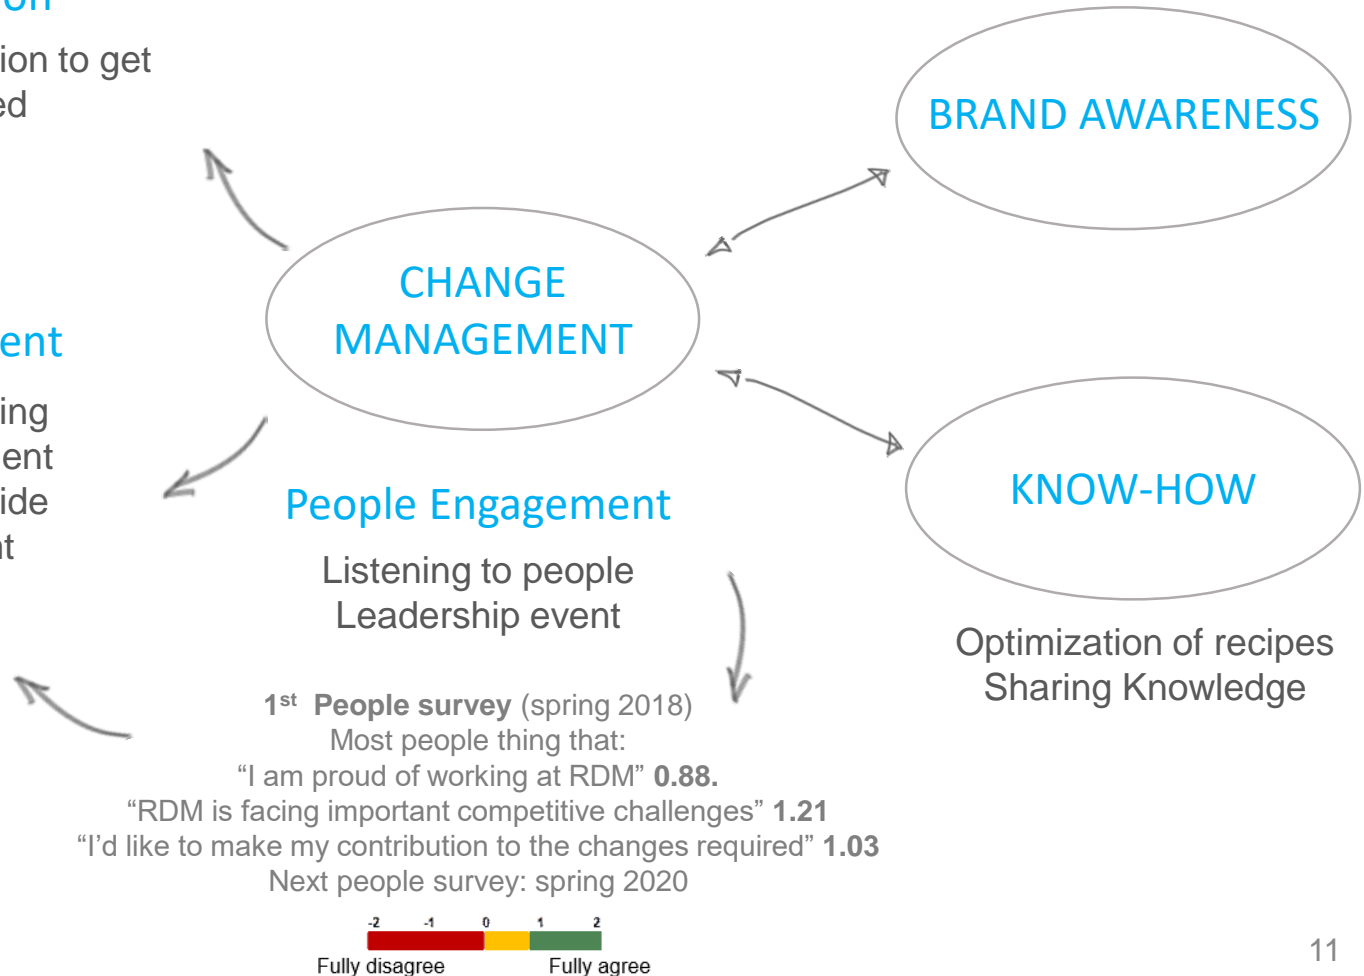 on
ion to get
ed
BRAND AWARENESS
CHANGE
MANAGEMENT
ent
ing
ent
ide
nt
People Engagement
Listening to people
Leadership event
KNOW-HOW
Optimization of recipes
Sharing Knowledge
1st People survey (spring 2018)
Most people thing that:
“I am proud of working at RDM” 0.88.
“RDM is facing important competitive challenges” 1.21
“I’d like to make my contribution to the changes required” 1.03
Next people survey: spring 2020
-2 -1 0 1 2
Fully disagree Fully agree
11